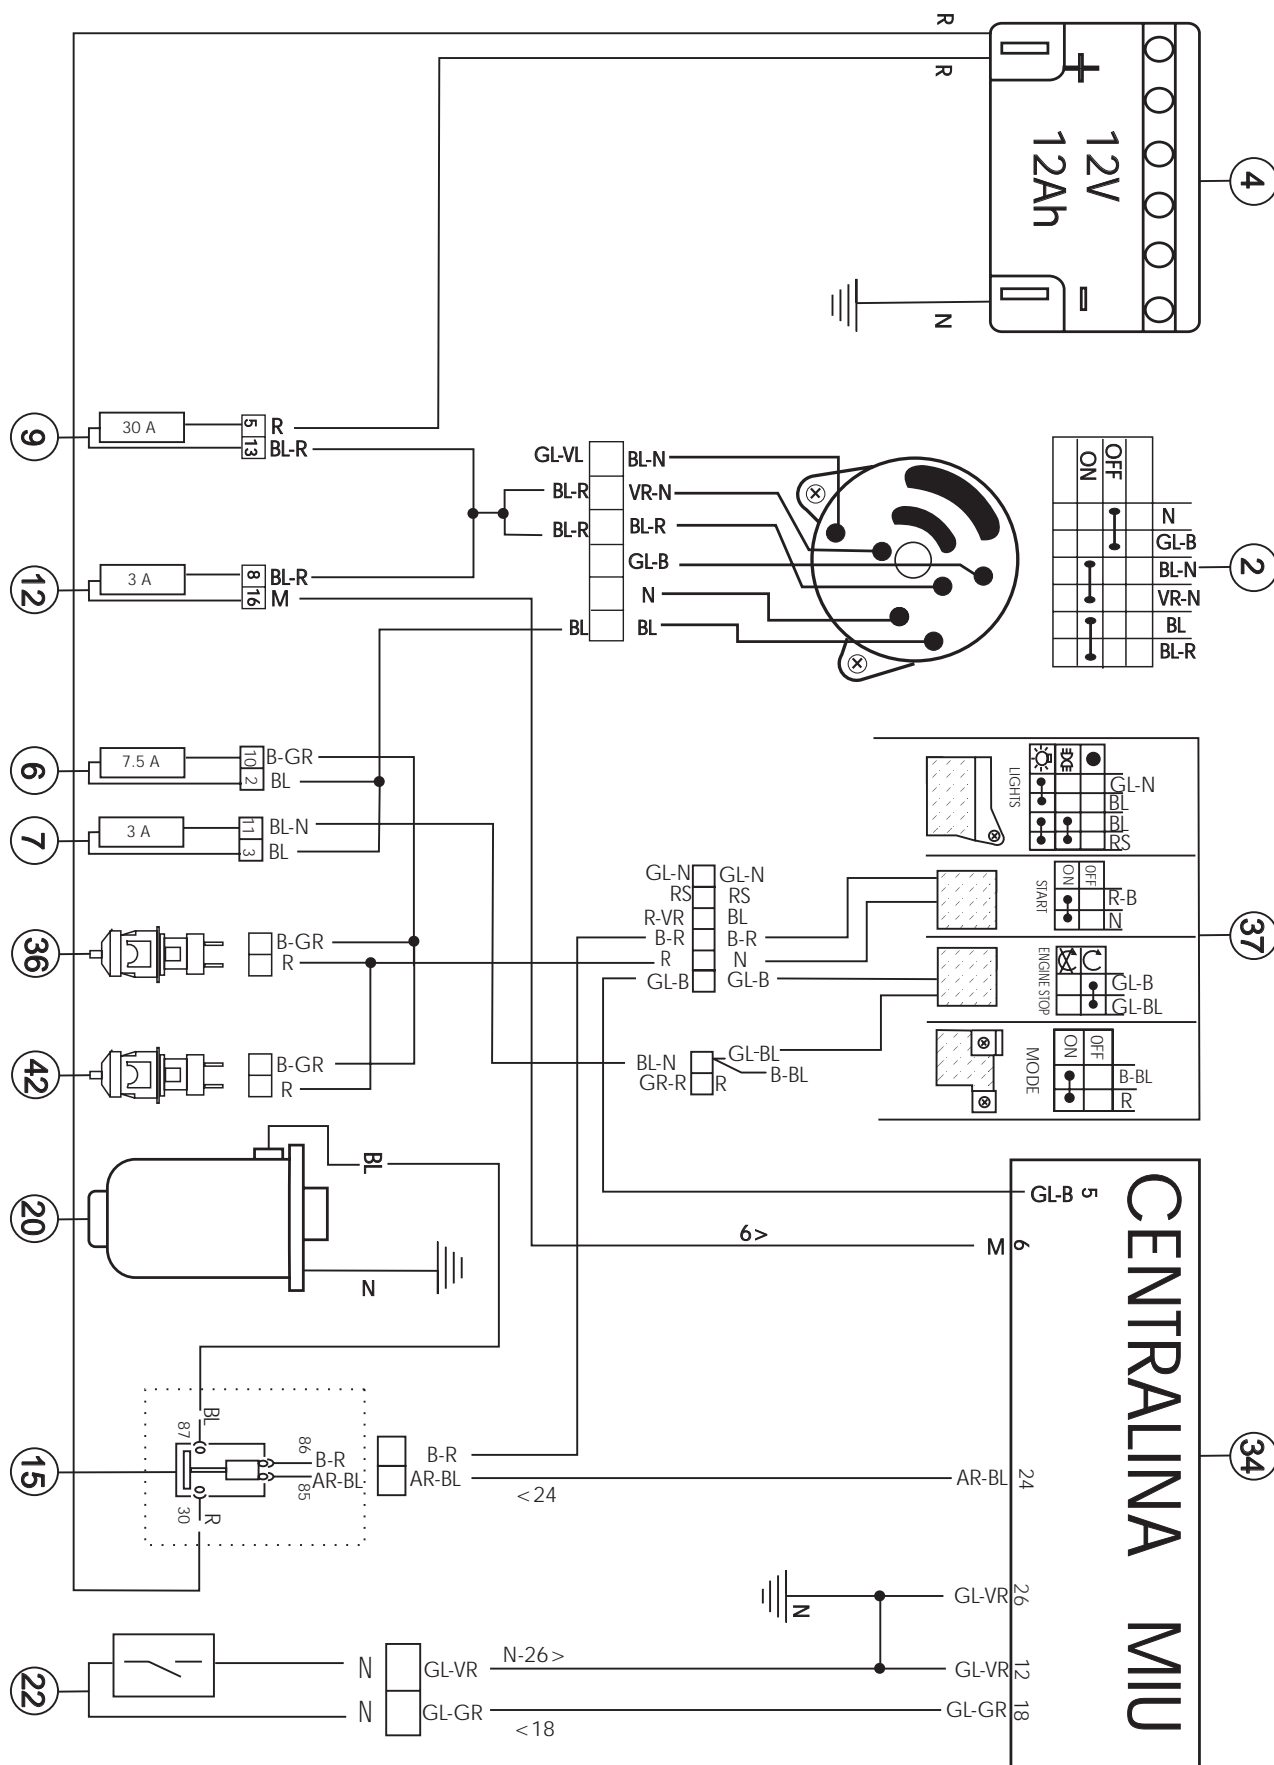 R
R
12V
12Ah
+
-
4
N
30 A
5
R
13
BL-R
9
GL-VL
BL-N
BL-R
VR-N
BL-R
BL-R
GL-B
N
BL
BL
OFF
ON
N
GL-B
BL-N
VR-N
BL
BL-R
2
3 A
8
BL-R
16
M
12
7.5 A
10
B-GR
2
BL
6
3 A
11
BL-N
3
BL
7
LIGHTS
GL-N
BL
BL
RS
START
OFF
ON
R-B
N
37
ENGINE STOP
GL-B
GL-BL
MODE
OFF
ON
B-BL
R
GL-N
GL-N
RS
RS
R-VR
BL
B-R
B-R
R
N
GL-B
GL-B
36
B-GR
R
BL-N
GL-BL
B-BL
GR-R
R
42
B-GR
R
20
BL
N
CENTRALINA MIU
GL-B
5
6>
M
6
34
BL
87
86
B-R
AR-BL
85
30
R
15
B-R
AR-BL
<24
AR-BL
24
GL-VR
26
N
22
N
GL-VR
N-26>
GL-VR
12
N
GL-GR
<18
GL-GR
18